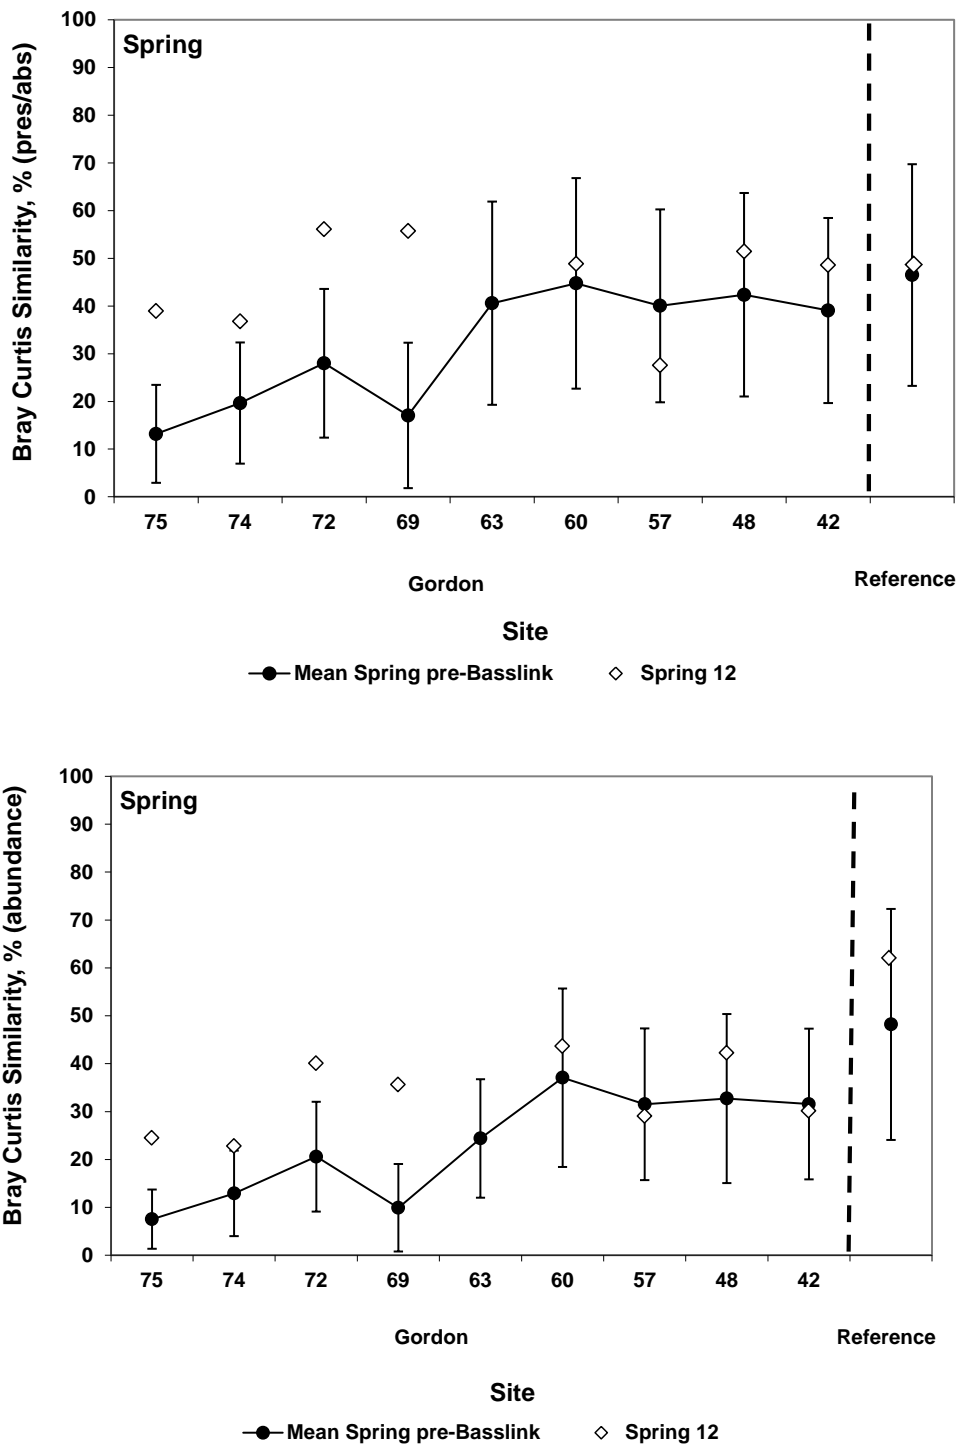 Bray Curtis Similarity, % (pres/abs)
Spring
100
90
80
70
60
50
40
30
20
10
0
75 74 72 69 63 60 57 48 42
Gordon Reference
Site
Mean Spring pre-Basslink Spring 12
Bray Curtis Similarity, % (abundance)
Spring
100
90
80
70
60
50
40
30
20
10
0
75 74 72 69 63 60 57 48 42
Gordon Reference
Site
Mean Spring pre-Basslink Spring 12